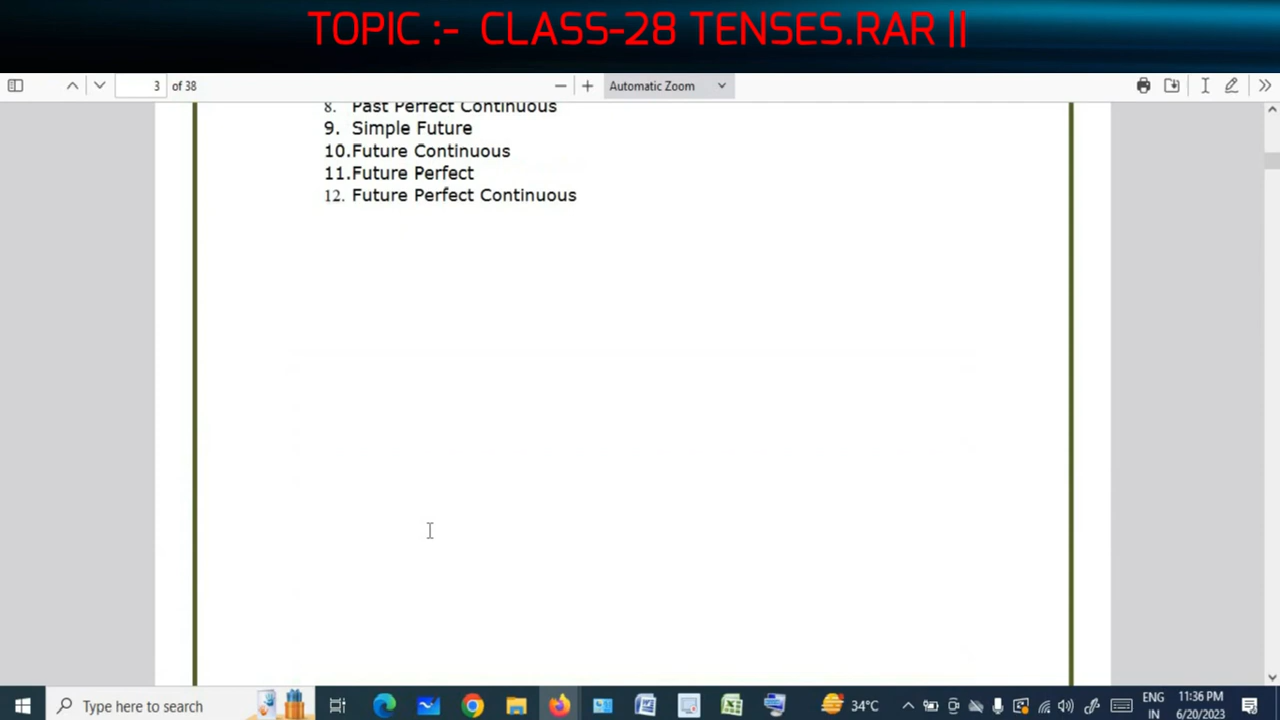 TOPIC :- CLASS-28 TENSES.RAR ||
3 of 38
Automatic Zoom
8. Past Perfect Continuous
9. Simple Future
10.Future Continuous
11.Future Perfect
12. Future Perfect Continuous
Type here to search
34°C
ENG
IN
11:36 PM
6/20/2023